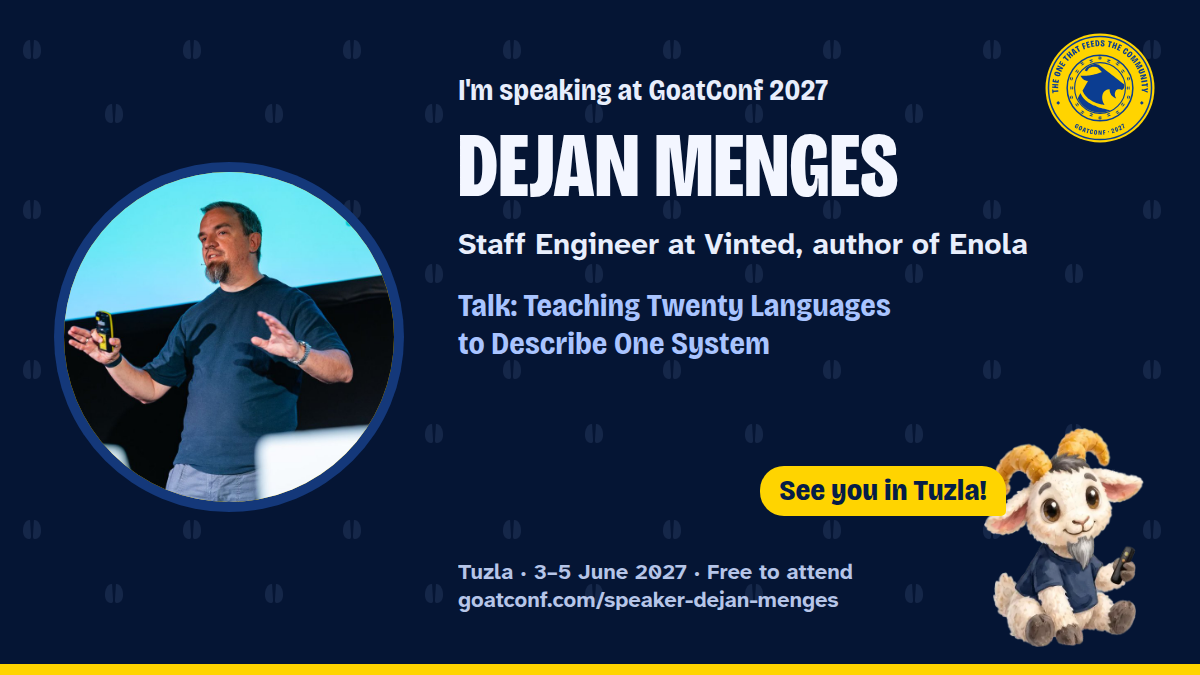 I'm speaking at GoatConf 2027
DEJAN MENGES
Staff Engineer at Vinted, author of Enola
Talk: Teaching Twenty Languages
to Describe One System
See you in Tuzla!
Tuzla · 3–5 June 2027 · Free to attend
goatconf.com/speaker-dejan-menges
THE ONE THAT FEEDS THE COMMUNITY
GOATCONF · 2027